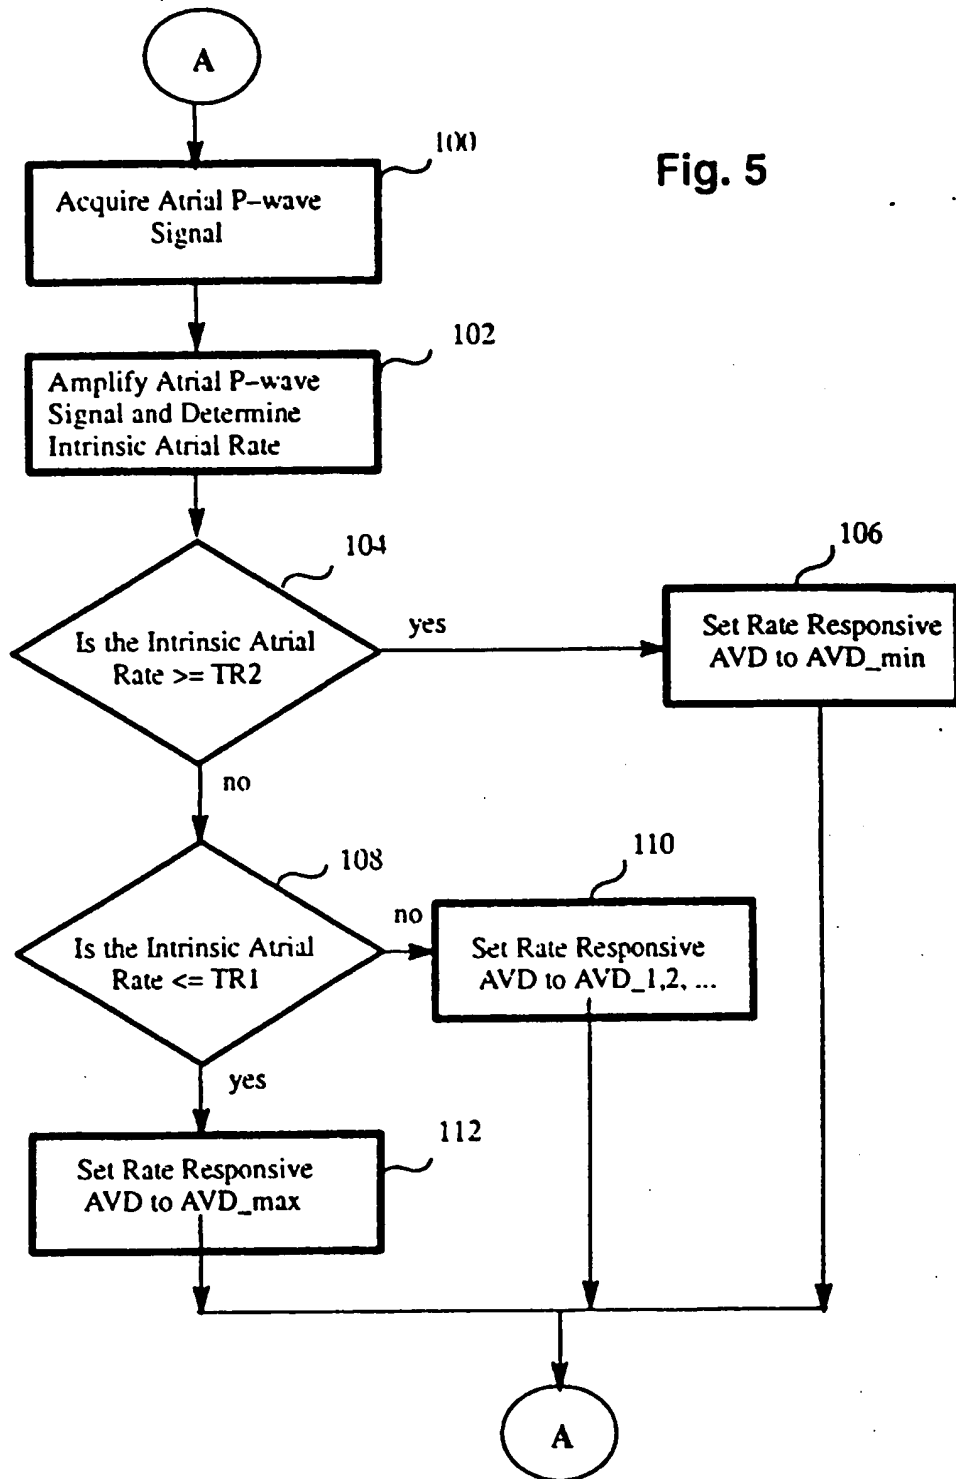 A
100
Fig. 5
Acquire Atrial P-wave
Signal
102
Amplify Atrial P-wave
Signal and Determine
Intrinsic Atrial Rate
104
Is the Intrinsic Atrial
Rate >= TR2
yes
106
Set Rate Responsive
AVD to AVD_min
no
108
Is the Intrinsic Atrial
Rate <= TR1
no
110
Set Rate Responsive
AVD to AVD_1,2, ...
yes
112
Set Rate Responsive
AVD to AVD_max
A